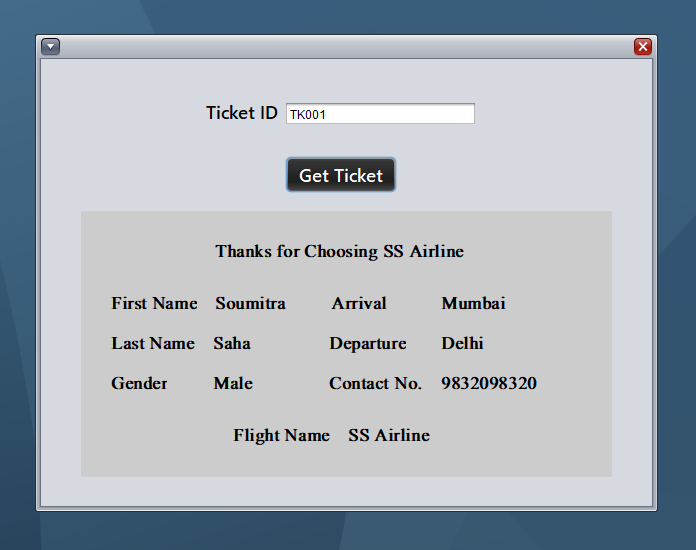 Ticket ID TK001
Get Ticket
Thanks for Choosing SS Airline
First Name Soumitra Arrival Mumbai
Last Name Saha Departure Delhi
Gender Male Contact No. 9832098320
Flight Name SS Airline